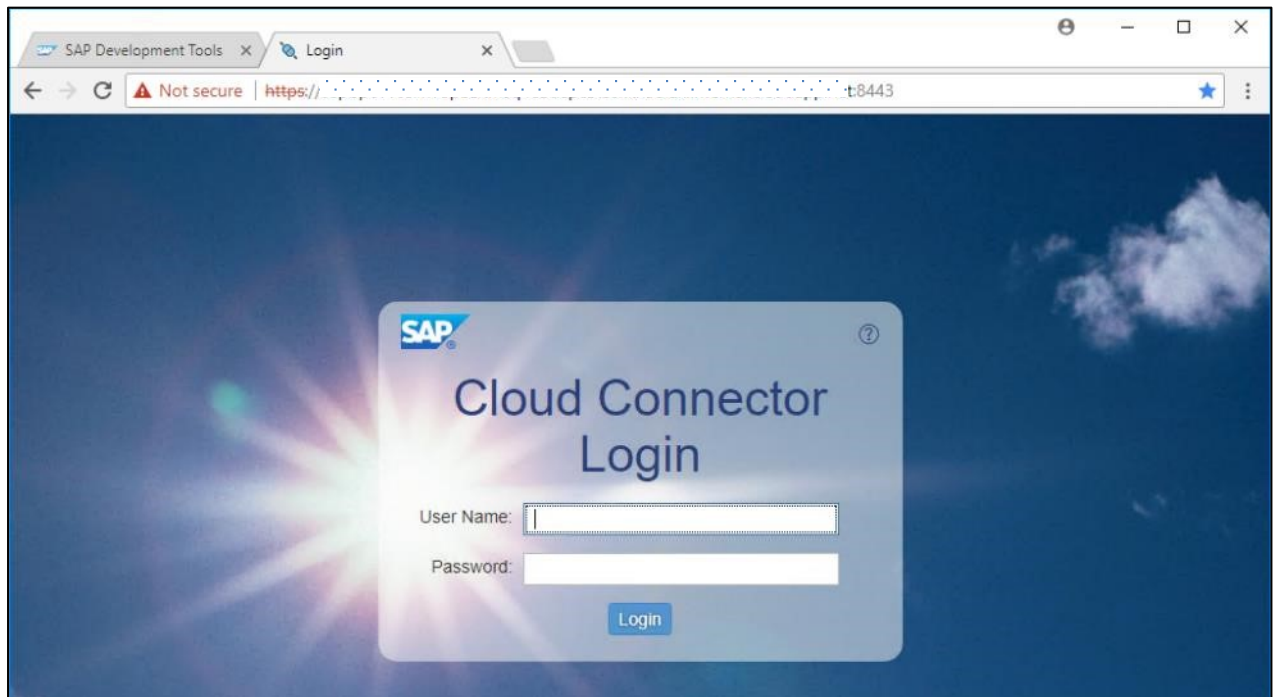 SAP Development Tools
Login
Not secure
https://
t:8443
SAP
Cloud Connector
Login
User Name:
Password:
Login